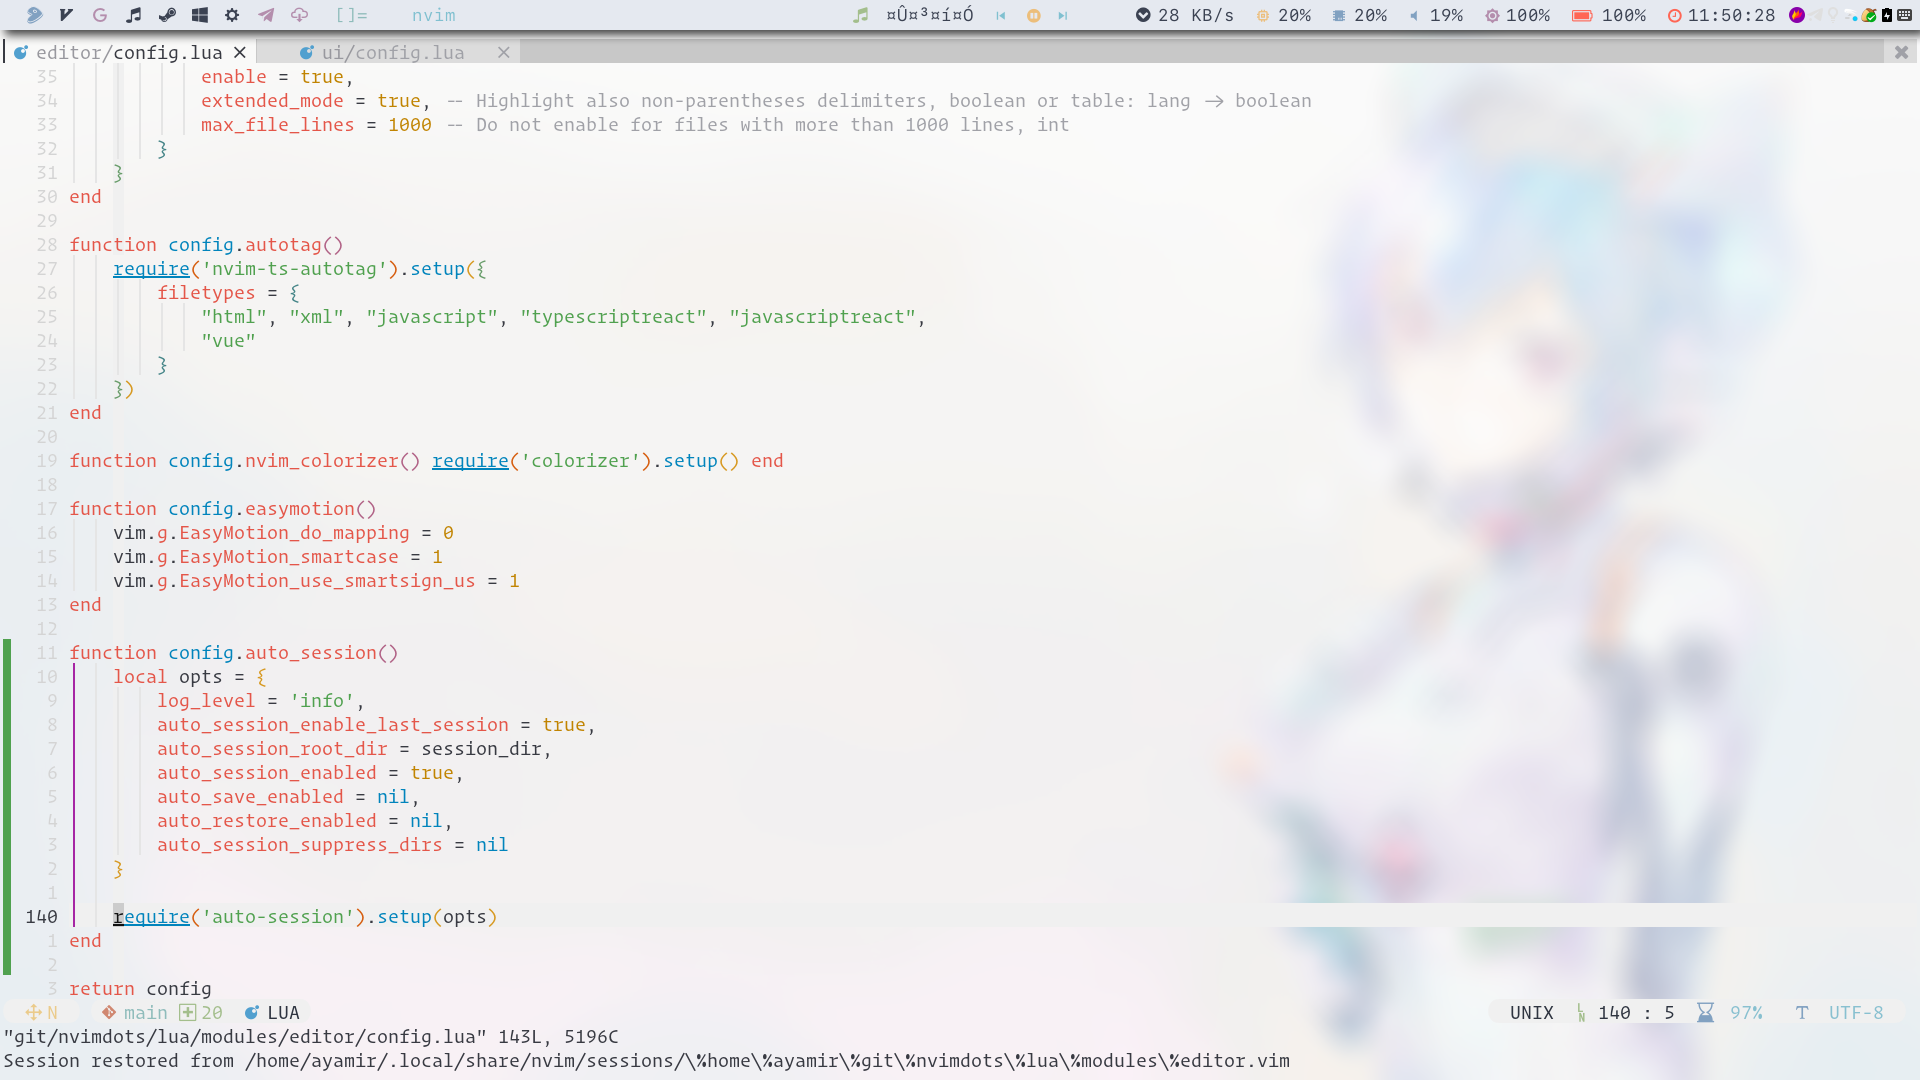 []= nvim ¤Û¤³¤í¤Ó 28 KB/s 20% 20% 19% 100% 100% 11:50:28
editor/config.lua ✕ ui/config.lua ✕
35 enable = true,
34 extended_mode = true, -- Highlight also non-parentheses delimiters, boolean or table: lang -> boolean
33 max_file_lines = 1000 -- Do not enable for files with more than 1000 lines, int
32 }
31 }
30 end
29
28 function config.autotag()
27 require('nvim-ts-autotag').setup({
26 filetypes = {
25 "html", "xml", "javascript", "typescriptreact", "javascriptreact",
24 "vue"
23 }
22 })
21 end
20
19 function config.nvim_colorizer() require('colorizer').setup() end
18
17 function config.easymotion()
16 vim.g.EasyMotion_do_mapping = 0
15 vim.g.EasyMotion_smartcase = 1
14 vim.g.EasyMotion_use_smartsign_us = 1
13 end
12
11 function config.auto_session()
10 local opts = {
9 log_level = 'info',
8 auto_session_enable_last_session = true,
7 auto_session_root_dir = session_dir,
6 auto_session_enabled = true,
5 auto_save_enabled = nil,
4 auto_restore_enabled = nil,
3 auto_session_suppress_dirs = nil
2 }
1
140 require('auto-session').setup(opts)
1 end
2
3 return config
N main 20 LUA UNIX LN 140 : 5 97% T UTF-8
"git/nvimdots/lua/modules/editor/config.lua" 143L, 5196C
Session restored from /home/ayamir/.local/share/nvim/sessions/\%home\%ayamir\%git\%nvimdots\%lua\%modules\%editor.vim